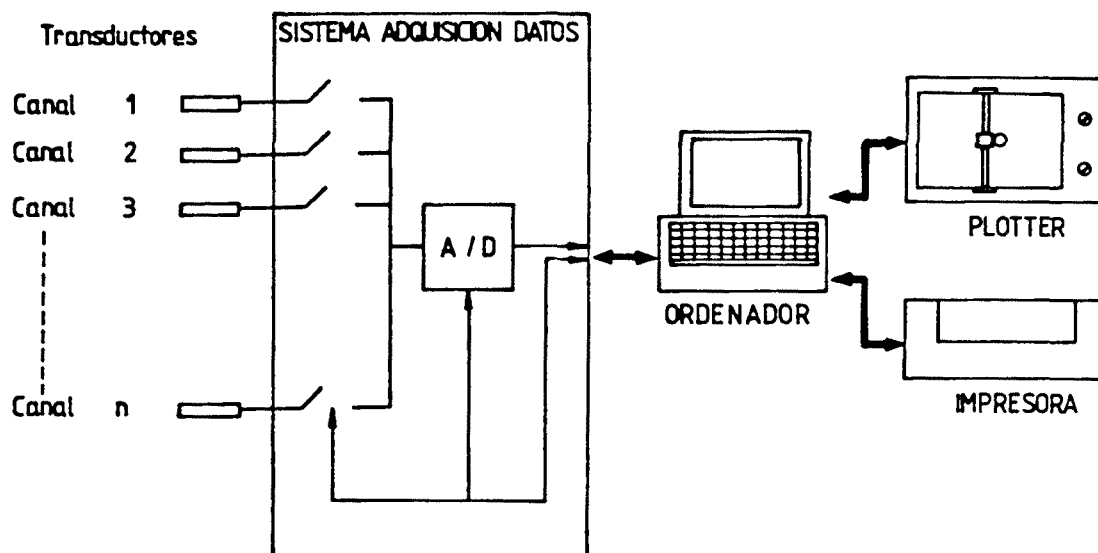 Transductores
SISTEMA ADQUISICION DATOS
Canal 1
Canal 2
Canal 3
Canal n
A / D
ORDENADOR
PLOTTER
IMPRESORA